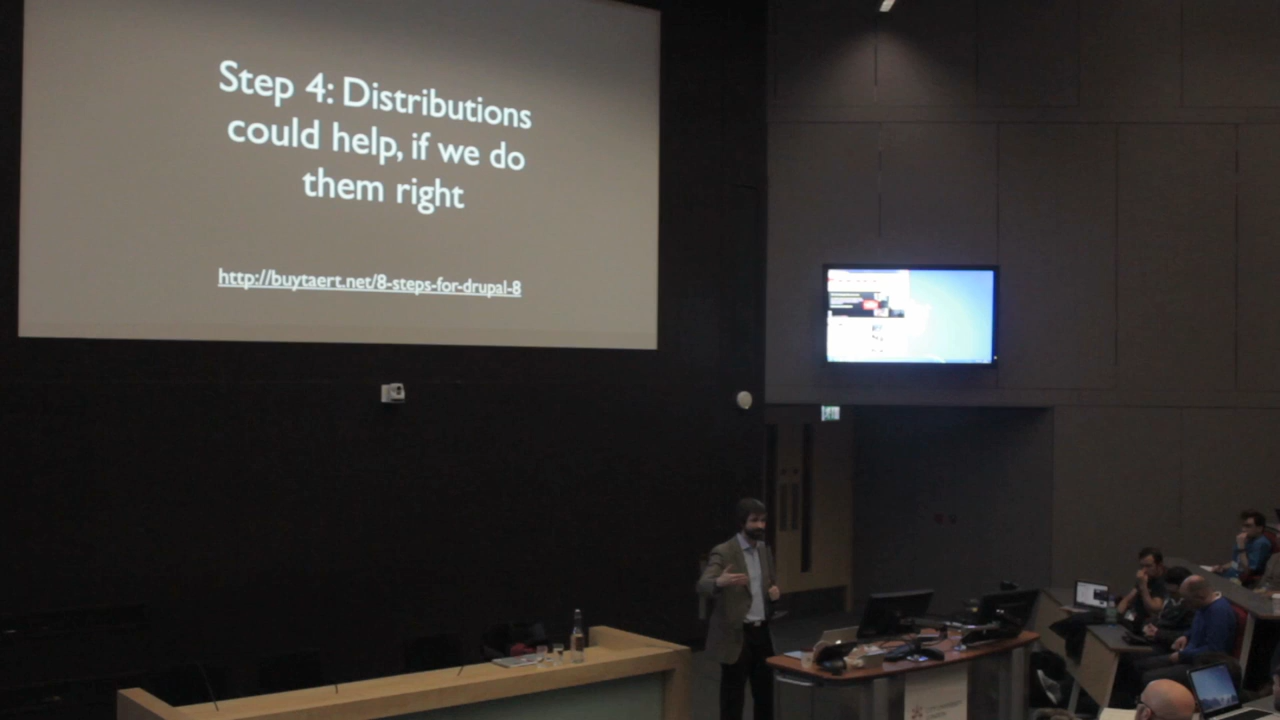 Step 4: Distributions
could help, if we do
them right
http://buytaert.net/8-steps-for-drupal-8